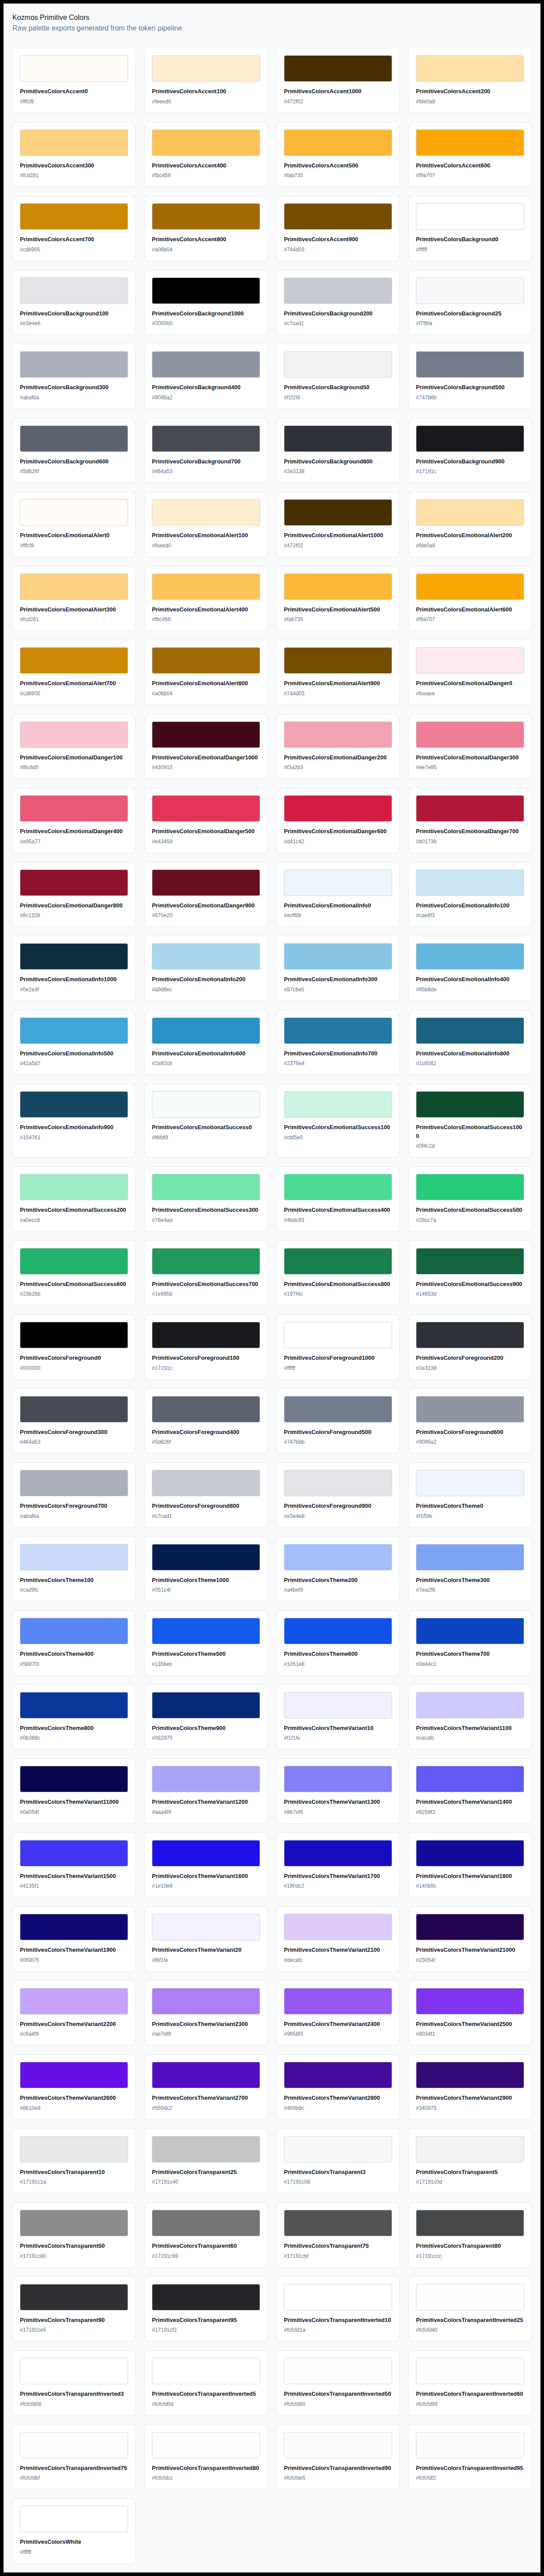 Kozmos Primitive Colors
Raw palette exports generated from the token pipeline.
PrimitivesColorsAccent0
#fffcf8
PrimitivesColorsAccent100
#feeed0
PrimitivesColorsAccent1000
#472f02
PrimitivesColorsAccent200
#fde0a8
PrimitivesColorsAccent300
#fcd281
PrimitivesColorsAccent400
#fbc459
PrimitivesColorsAccent500
#fab735
PrimitivesColorsAccent600
#f9a707
PrimitivesColorsAccent700
#cd8905
PrimitivesColorsAccent800
#a06b04
PrimitivesColorsAccent900
#744d03
PrimitivesColorsBackground0
#ffffff
PrimitivesColorsBackground100
#e3e4e8
PrimitivesColorsBackground1000
#000000
PrimitivesColorsBackground200
#c7cad1
PrimitivesColorsBackground25
#f7f8fa
PrimitivesColorsBackground300
#abafba
PrimitivesColorsBackground400
#9095a2
PrimitivesColorsBackground50
#f1f2f4
PrimitivesColorsBackground500
#747b8b
PrimitivesColorsBackground600
#5d626f
PrimitivesColorsBackground700
#464a53
PrimitivesColorsBackground800
#2e3138
PrimitivesColorsBackground900
#17191c
PrimitivesColorsEmotionalAlert0
#fffcf8
PrimitivesColorsEmotionalAlert100
#feeed0
PrimitivesColorsEmotionalAlert1000
#472f02
PrimitivesColorsEmotionalAlert200
#fde0a8
PrimitivesColorsEmotionalAlert300
#fcd281
PrimitivesColorsEmotionalAlert400
#fbc459
PrimitivesColorsEmotionalAlert500
#fab735
PrimitivesColorsEmotionalAlert600
#f9a707
PrimitivesColorsEmotionalAlert700
#cd8905
PrimitivesColorsEmotionalAlert800
#a06b04
PrimitivesColorsEmotionalAlert900
#744d03
PrimitivesColorsEmotionalDanger0
#fceaee
PrimitivesColorsEmotionalDanger100
#f8c6d0
PrimitivesColorsEmotionalDanger1000
#430915
PrimitivesColorsEmotionalDanger200
#f3a2b3
PrimitivesColorsEmotionalDanger300
#ee7e95
PrimitivesColorsEmotionalDanger400
#e95a77
PrimitivesColorsEmotionalDanger500
#e43458
PrimitivesColorsEmotionalDanger600
#d41c42
PrimitivesColorsEmotionalDanger700
#b01736
PrimitivesColorsEmotionalDanger800
#8c132b
PrimitivesColorsEmotionalDanger900
#670e20
PrimitivesColorsEmotionalInfo0
#ecf6fb
PrimitivesColorsEmotionalInfo100
#cae6f3
PrimitivesColorsEmotionalInfo1000
#0e2e3f
PrimitivesColorsEmotionalInfo200
#a9d6ec
PrimitivesColorsEmotionalInfo300
#87c6e5
PrimitivesColorsEmotionalInfo400
#65b6de
PrimitivesColorsEmotionalInfo500
#42a5d7
PrimitivesColorsEmotionalInfo600
#2a92c6
PrimitivesColorsEmotionalInfo700
#2379a4
PrimitivesColorsEmotionalInfo800
#1c6082
PrimitivesColorsEmotionalInfo900
#154761
PrimitivesColorsEmotionalSuccess0
#f6fdf9
PrimitivesColorsEmotionalSuccess100
#cbf5e0
PrimitivesColorsEmotionalSuccess100
0
#0f4c2d
PrimitivesColorsEmotionalSuccess200
#a0ecc6
PrimitivesColorsEmotionalSuccess300
#76e4ad
PrimitivesColorsEmotionalSuccess400
#4bdc93
PrimitivesColorsEmotionalSuccess500
#28cc7a
PrimitivesColorsEmotionalSuccess600
#23b26b
PrimitivesColorsEmotionalSuccess700
#1e995b
PrimitivesColorsEmotionalSuccess800
#197f4c
PrimitivesColorsEmotionalSuccess900
#14653d
PrimitivesColorsForeground0
#000000
PrimitivesColorsForeground100
#17191c
PrimitivesColorsForeground1000
#ffffff
PrimitivesColorsForeground200
#2e3138
PrimitivesColorsForeground300
#464a53
PrimitivesColorsForeground400
#5d626f
PrimitivesColorsForeground500
#747b8b
PrimitivesColorsForeground600
#9095a2
PrimitivesColorsForeground700
#abafba
PrimitivesColorsForeground800
#c7cad1
PrimitivesColorsForeground900
#e3e4e8
PrimitivesColorsTheme0
#f1f5fe
PrimitivesColorsTheme100
#cad9fc
PrimitivesColorsTheme1000
#051c4f
PrimitivesColorsTheme200
#a4bef9
PrimitivesColorsTheme300
#7ea2f6
PrimitivesColorsTheme400
#5887f3
PrimitivesColorsTheme500
#135bec
PrimitivesColorsTheme600
#1051e8
PrimitivesColorsTheme700
#0d44c2
PrimitivesColorsTheme800
#0b369c
PrimitivesColorsTheme900
#082975
PrimitivesColorsThemeVariant10
#f1f1fe
PrimitivesColorsThemeVariant1100
#cecafc
PrimitivesColorsThemeVariant11000
#0a054f
PrimitivesColorsThemeVariant1200
#aaa4f9
PrimitivesColorsThemeVariant1300
#867ef6
PrimitivesColorsThemeVariant1400
#6258f3
PrimitivesColorsThemeVariant1500
#4135f1
PrimitivesColorsThemeVariant1600
#1e10e8
PrimitivesColorsThemeVariant1700
#190dc2
PrimitivesColorsThemeVariant1800
#140b9c
PrimitivesColorsThemeVariant1900
#0f0875
PrimitivesColorsThemeVariant20
#f6f1fe
PrimitivesColorsThemeVariant2100
#decafc
PrimitivesColorsThemeVariant21000
#23054f
PrimitivesColorsThemeVariant2200
#c6a4f9
PrimitivesColorsThemeVariant2300
#ae7ef6
PrimitivesColorsThemeVariant2400
#9658f3
PrimitivesColorsThemeVariant2500
#8034f1
PrimitivesColorsThemeVariant2600
#6610e8
PrimitivesColorsThemeVariant2700
#550dc2
PrimitivesColorsThemeVariant2800
#450b9c
PrimitivesColorsThemeVariant2900
#340875
PrimitivesColorsTransparent10
#17191c1a
PrimitivesColorsTransparent25
#17191c40
PrimitivesColorsTransparent3
#17191c08
PrimitivesColorsTransparent5
#17191c0d
PrimitivesColorsTransparent50
#17191c80
PrimitivesColorsTransparent60
#17191c99
PrimitivesColorsTransparent75
#17191cbf
PrimitivesColorsTransparent80
#17191ccc
PrimitivesColorsTransparent90
#17191ce5
PrimitivesColorsTransparent95
#17191cf2
PrimitivesColorsTransparentInverted10
#fcfcfd1a
PrimitivesColorsTransparentInverted25
#fcfcfd40
PrimitivesColorsTransparentInverted3
#fcfcfd08
PrimitivesColorsTransparentInverted5
#fcfcfd0d
PrimitivesColorsTransparentInverted50
#fcfcfd80
PrimitivesColorsTransparentInverted60
#fcfcfd99
PrimitivesColorsTransparentInverted75
#fcfcfdbf
PrimitivesColorsTransparentInverted80
#fcfcfdcc
PrimitivesColorsTransparentInverted90
#fcfcfde5
PrimitivesColorsTransparentInverted95
#fcfcfdf2
PrimitivesColorsWhite
#ffffff